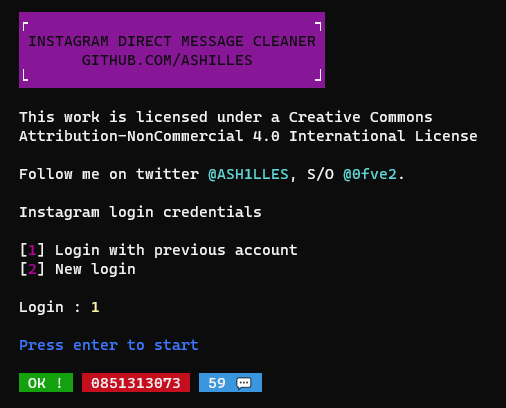 INSTAGRAM DIRECT MESSAGE CLEANER
GITHUB.COM/ASHILLES
This work is licensed under a Creative Commons
Attribution-NonCommercial 4.0 International License
Follow me on twitter @ASH1LLES, S/O @0fve2.
Instagram login credentials
[1] Login with previous account
[2] New login
Login : 1
Press enter to start
OK ! 0851313073 59 💬